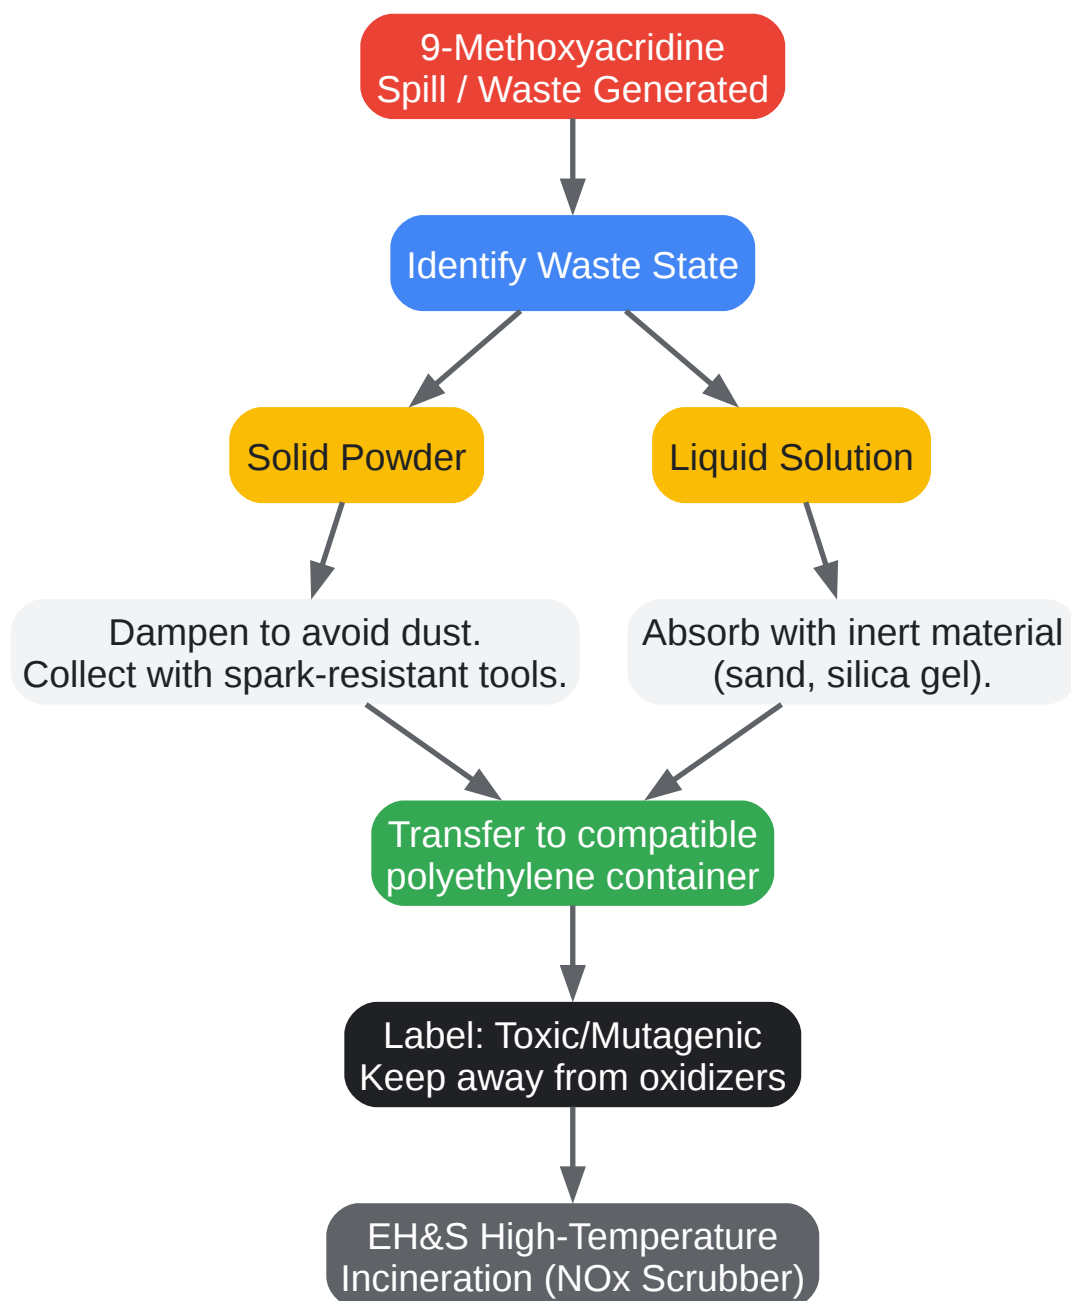 9-Methoxyacridine
Spill / Waste Generated
Identify Waste State
Solid Powder
Liquid Solution
Dampen to avoid dust.
Collect with spark-resistant tools.
Absorb with inert material
(sand, silica gel).
Transfer to compatible
polyethylene container
Label: Toxic/Mutagenic
Keep away from oxidizers
EH&S High-Temperature
Incineration (NOx Scrubber)